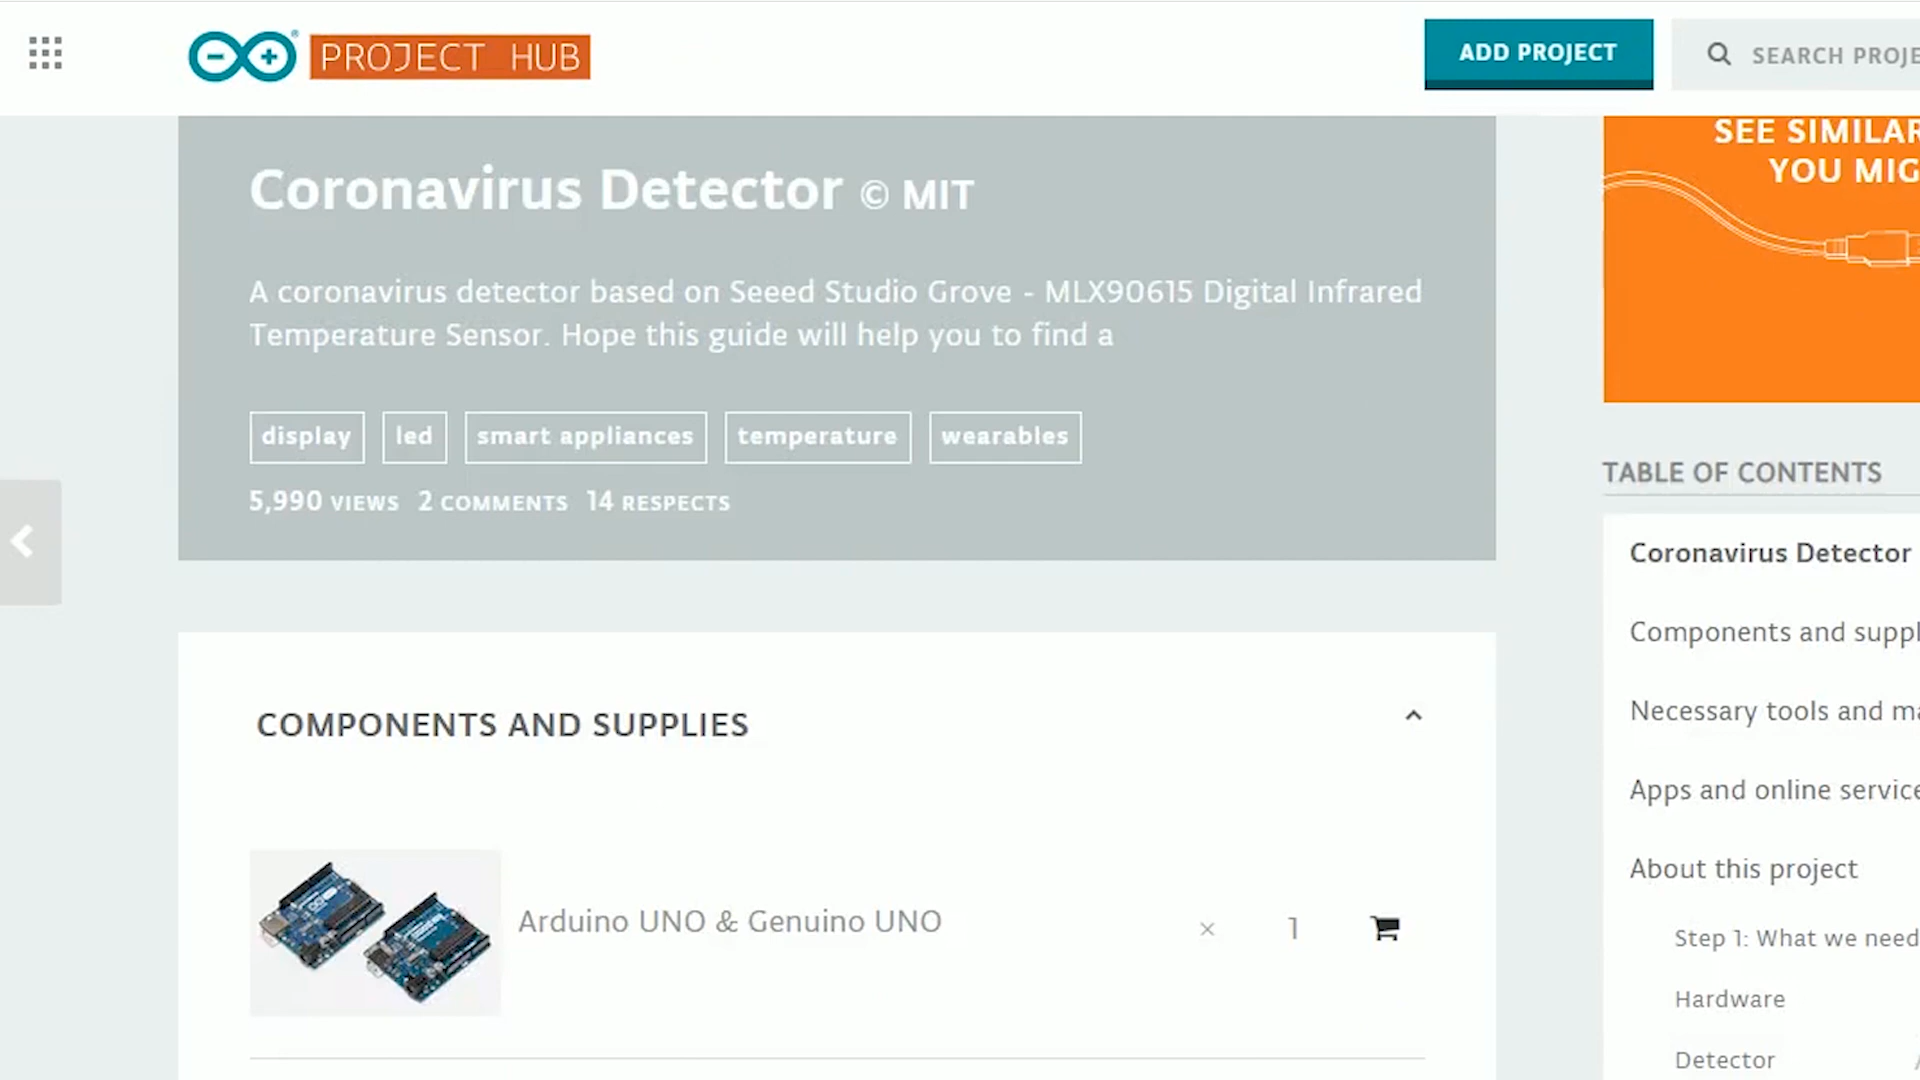 PROJECT HUB
ADD PROJECT
SEARCH PROJE
Coronavirus Detector © MIT
A coronavirus detector based on Seeed Studio Grove - MLX90615 Digital Infrared
Temperature Sensor. Hope this guide will help you to find a
display led smart appliances temperature wearables
5,990 VIEWS 2 COMMENTS 14 RESPECTS
COMPONENTS AND SUPPLIES
Arduino UNO & Genuino UNO × 1
SEE SIMILAR
YOU MIG
TABLE OF CONTENTS
Coronavirus Detector
Components and suppl
Necessary tools and ma
Apps and online service
About this project
Step 1: What we need
Hardware
Detector